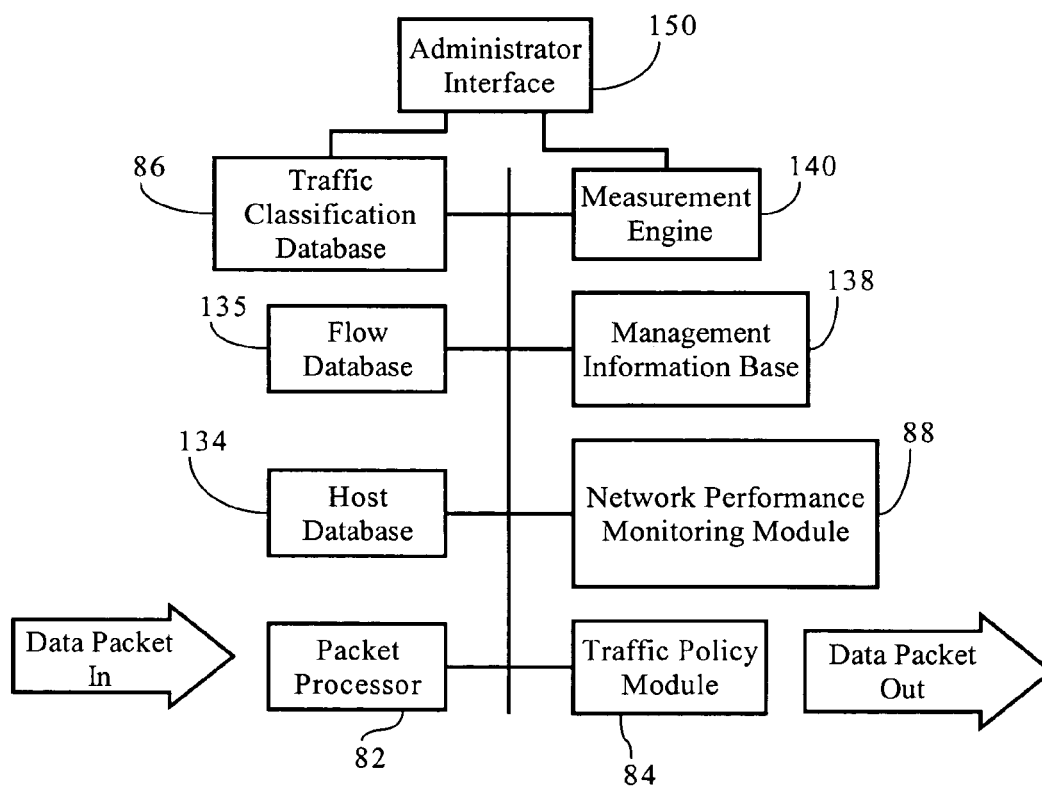 150
Administrator
Interface
86
Traffic
Classification
Database
Measurement
Engine
140
135
Flow
Database
Management
Information Base
138
134
Host
Database
Network Performance
Monitoring Module
88
Data Packet
In
Packet
Processor
82
Traffic Policy
Module
84
Data Packet
Out